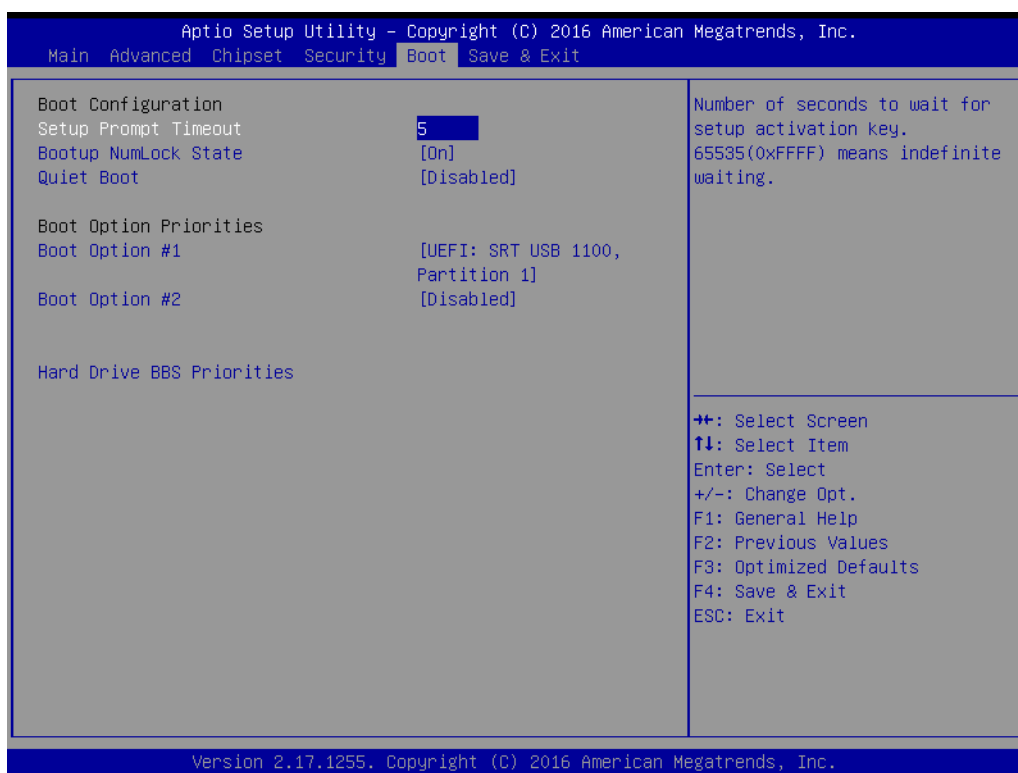 Aptio Setup Utility – Copyright (C) 2016 American Megatrends, Inc.
Main Advanced Chipset Security Boot Save & Exit
Boot Configuration
Setup Prompt Timeout 5
Bootup NumLock State [On]
Quiet Boot [Disabled]
Boot Option Priorities
Boot Option #1 [UEFI: SRT USB 1100,
Partition 1]
Boot Option #2 [Disabled]
Hard Drive BBS Priorities
Number of seconds to wait for
setup activation key.
65535(0xFFFF) means indefinite
waiting.
→←: Select Screen
↑↓: Select Item
Enter: Select
+/-: Change Opt.
F1: General Help
F2: Previous Values
F3: Optimized Defaults
F4: Save & Exit
ESC: Exit
Version 2.17.1255. Copyright (C) 2016 American Megatrends, Inc.